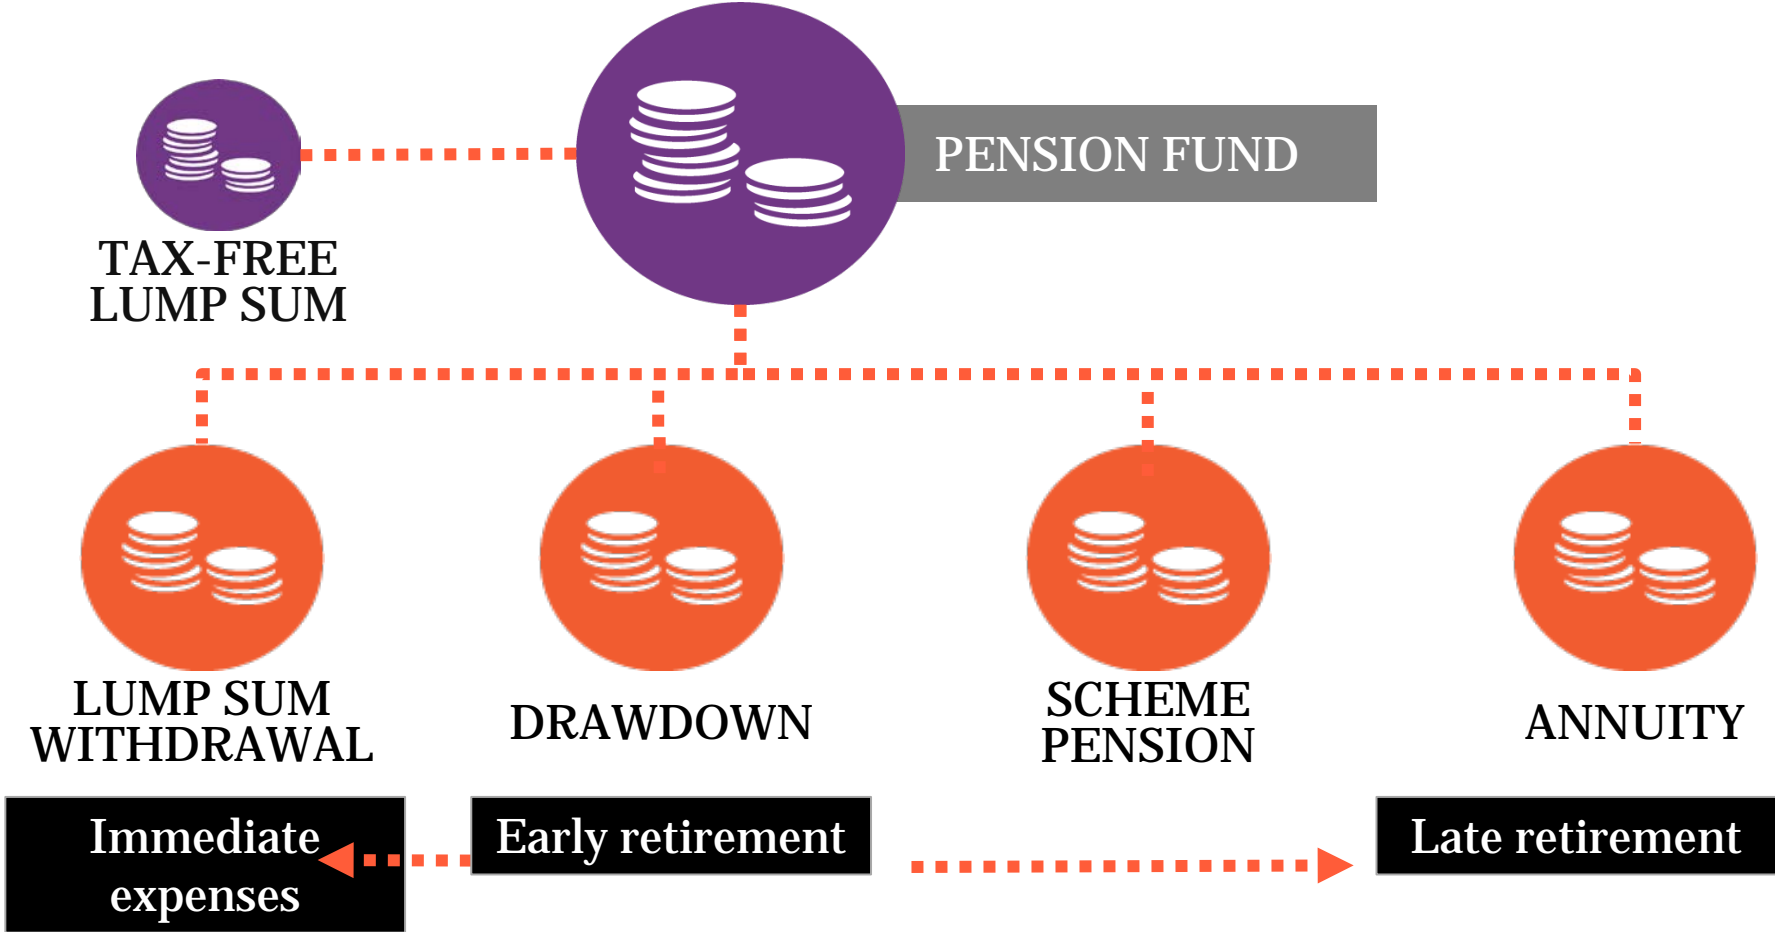 PENSION FUND
TAX-FREE
LUMP SUM
LUMP SUM
WITHDRAWAL
DRAWDOWN
SCHEME
PENSION
ANNUITY
Immediate
expenses
Early retirement
Late retirement